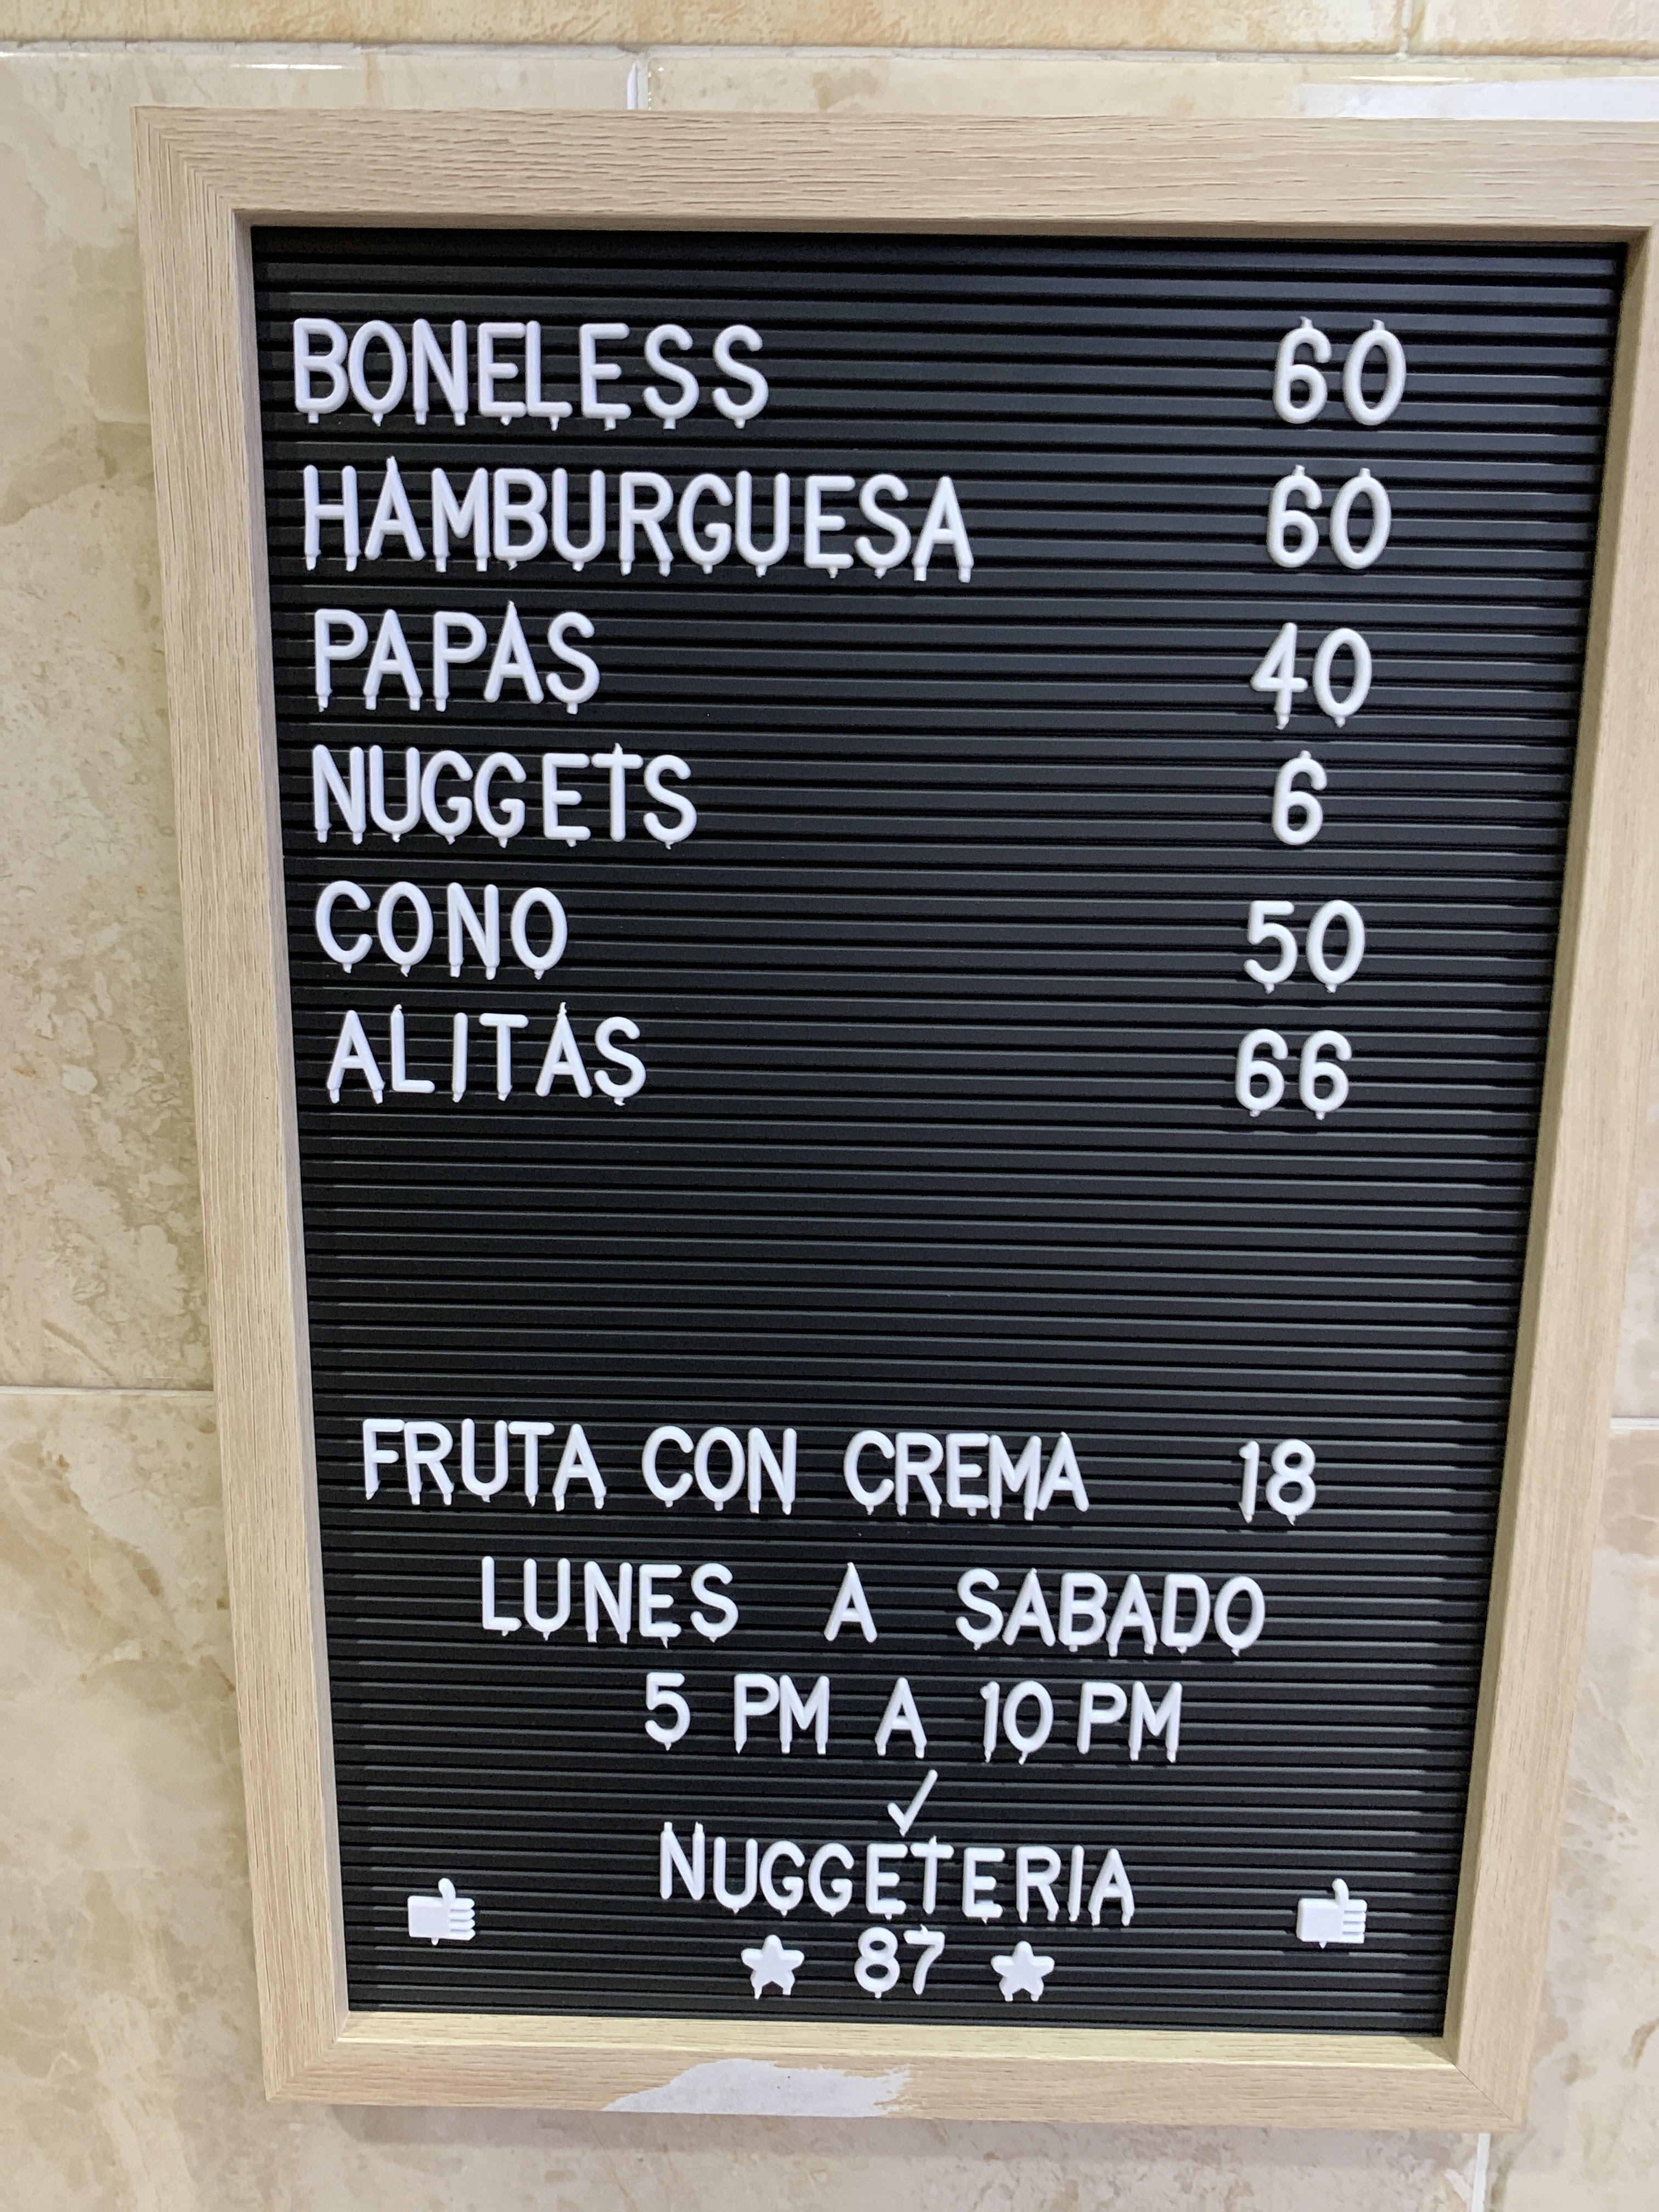 BONELESS 60
HAMBURGUESA 60
PAPAS 40
NUGGETS 6
CONO 50
ALITAS 66
FRUTA CON CREMA 18
LUNES A SABADO
5 PM A 10 PM
✓
NUGGETERIA
👍 👍
★ 87 ★